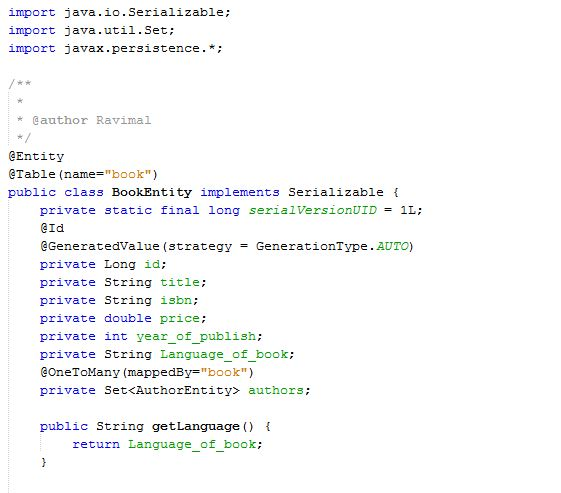 import java.io.Serializable;
import java.util.Set;
import javax.persistence.*;
/**
*
* @author Ravimal
*/
@Entity
@Table(name="book")
public class BookEntity implements Serializable {
private static final long serialVersionUID = 1L;
@Id
@GeneratedValue(strategy = GenerationType.AUTO)
private Long id;
private String title;
private String isbn;
private double price;
private int year_of_publish;
private String Language_of_book;
@OneToMany(mappedBy="book")
private Set<AuthorEntity> authors;
public String getLanguage() {
return Language_of_book;
}